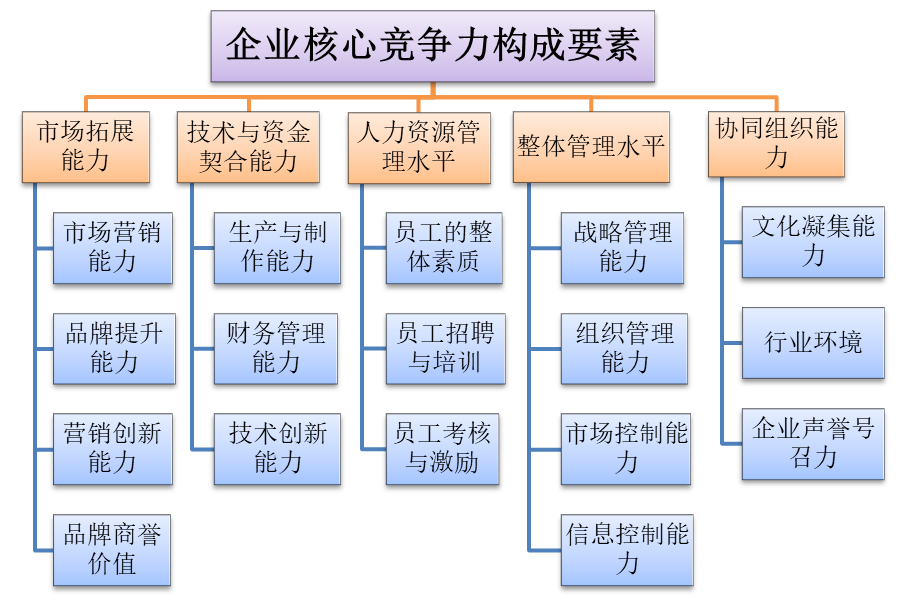 企业核心竞争力构成要素
市场拓展
能力
市场营销
能力
品牌提升
能力
营销创新
能力
品牌商誉
价值
技术与资金
契合能力
生产与制
作能力
财务管理
能力
技术创新
能力
人力资源管
理水平
员工的整
体素质
员工招聘
与培训
员工考核
与激励
整体管理水平
战略管理
能力
组织管理
能力
市场控制能
力
信息控制能
力
协同组织能
力
文化凝集能
力
行业环境
企业声誉号
召力